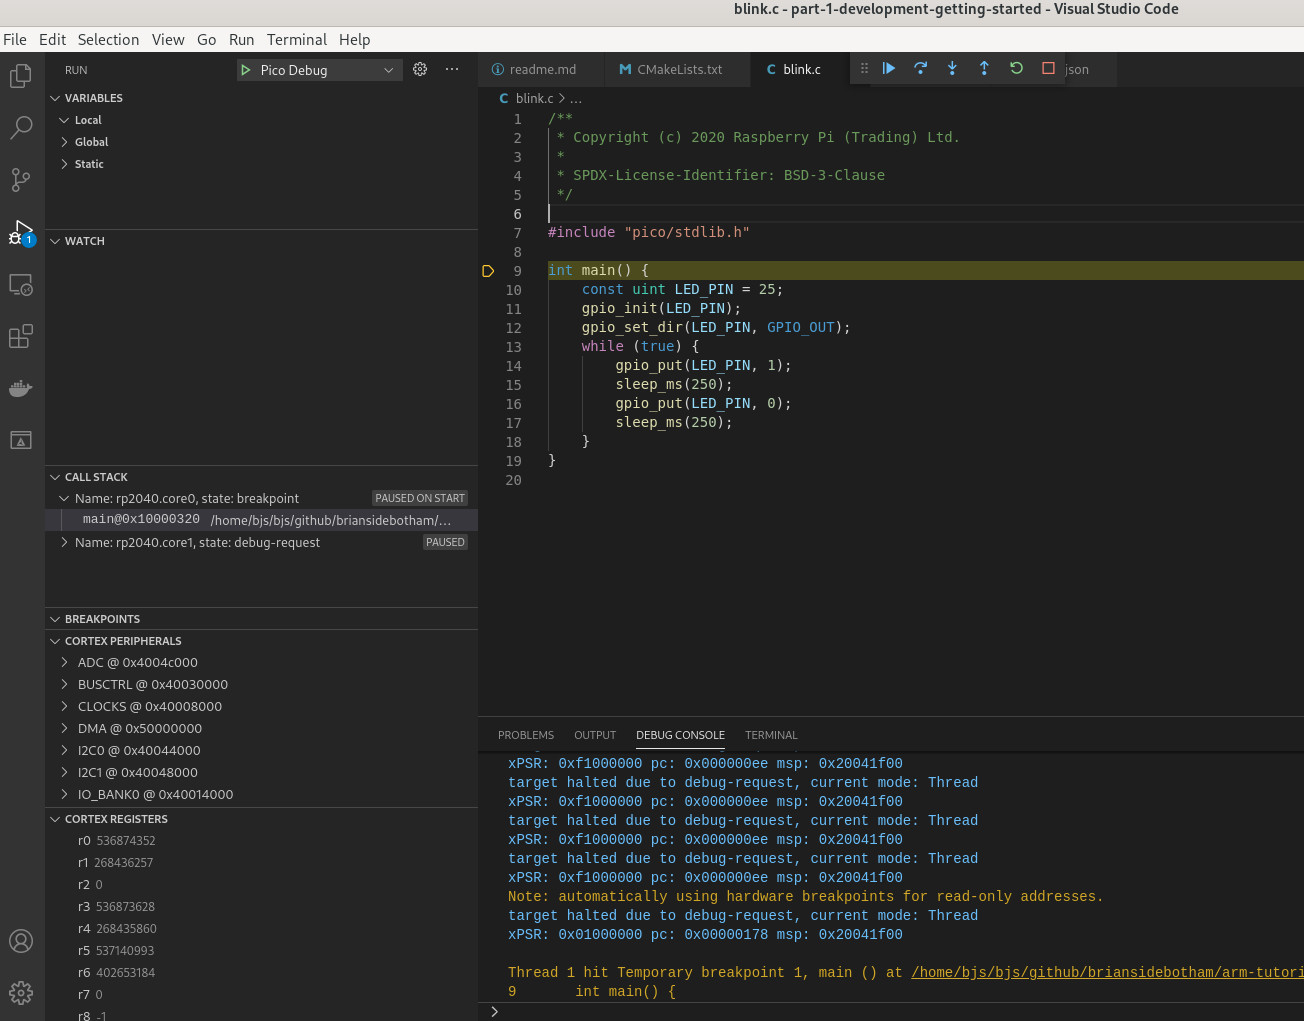 blink.c - part-1-development-getting-started - Visual Studio Code
File Edit Selection View Go Run Terminal Help
RUN
Pico Debug
VARIABLES
Local
Global
Static
WATCH
CALL STACK
Name: rp2040.core0, state: breakpoint PAUSED ON START
main@0x10000320 /home/bjs/bjs/github/briansidebotham/...
Name: rp2040.core1, state: debug-request PAUSED
BREAKPOINTS
CORTEX PERIPHERALS
ADC @ 0x4004c000
BUSCTRL @ 0x40030000
CLOCKS @ 0x40008000
DMA @ 0x50000000
I2C0 @ 0x40044000
I2C1 @ 0x40048000
IO_BANK0 @ 0x40014000
CORTEX REGISTERS
r0 536874352
r1 268436257
r2 0
r3 536873628
r4 268435860
r5 537140993
r6 402653184
r7 0
r8 -1
1
readme.md CMakeLists.txt C blink.c json
C blink.c > ...
1 /**
2 * Copyright (c) 2020 Raspberry Pi (Trading) Ltd.
3 *
4 * SPDX-License-Identifier: BSD-3-Clause
5 */
6
7 #include "pico/stdlib.h"
8
9 int main() {
10 const uint LED_PIN = 25;
11 gpio_init(LED_PIN);
12 gpio_set_dir(LED_PIN, GPIO_OUT);
13 while (true) {
14 gpio_put(LED_PIN, 1);
15 sleep_ms(250);
16 gpio_put(LED_PIN, 0);
17 sleep_ms(250);
18 }
19 }
20
PROBLEMS OUTPUT DEBUG CONSOLE TERMINAL
xPSR: 0xf1000000 pc: 0x000000ee msp: 0x20041f00
target halted due to debug-request, current mode: Thread
xPSR: 0xf1000000 pc: 0x000000ee msp: 0x20041f00
target halted due to debug-request, current mode: Thread
xPSR: 0xf1000000 pc: 0x000000ee msp: 0x20041f00
target halted due to debug-request, current mode: Thread
xPSR: 0xf1000000 pc: 0x000000ee msp: 0x20041f00
Note: automatically using hardware breakpoints for read-only addresses.
target halted due to debug-request, current mode: Thread
xPSR: 0x01000000 pc: 0x00000178 msp: 0x20041f00
Thread 1 hit Temporary breakpoint 1, main () at /home/bjs/bjs/github/briansidebotham/arm-tutori
9 int main() {
>